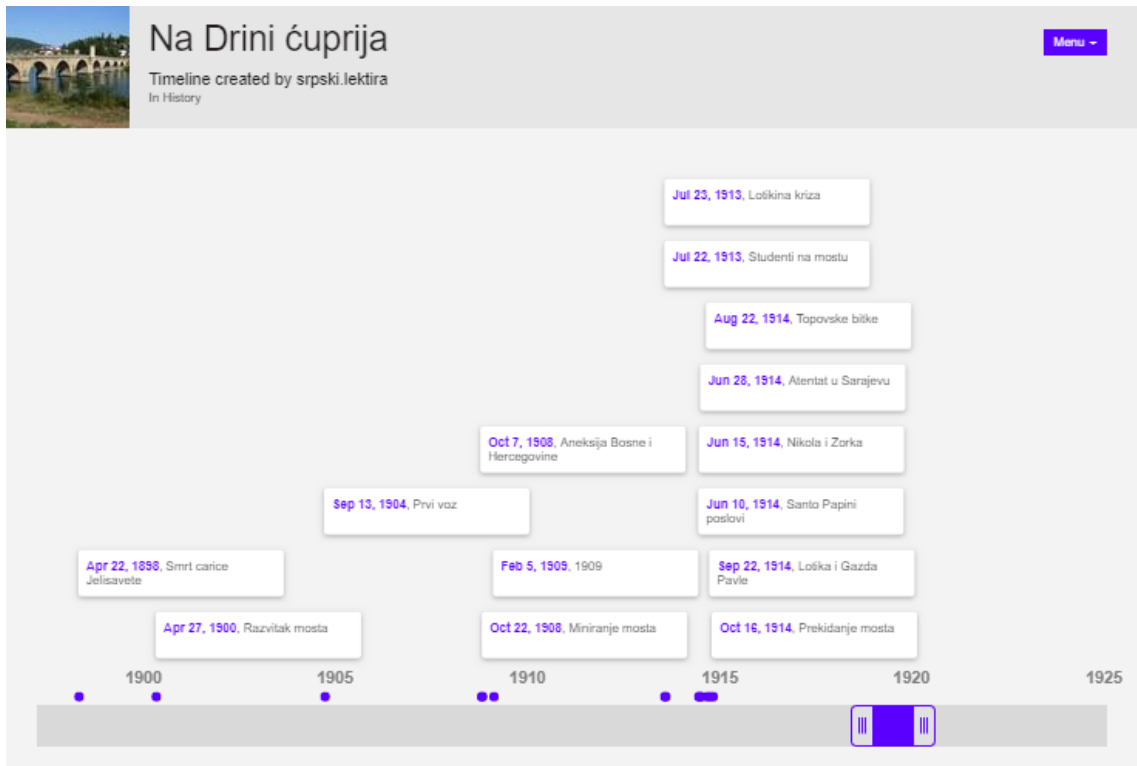 Na Drini ćuprija
Menu
Timeline created by srpski.lektira
In History
Jul 23, 1913, Lotikina kriza
Jul 22, 1913, Studenti na mostu
Aug 22, 1914, Topovske bitke
Jun 28, 1914, Atentat u Sarajevu
Oct 7, 1908, Aneksija Bosne i
Hercegovine
Jun 15, 1914, Nikola i Zorka
Sep 13, 1904, Prvi voz
Jun 10, 1914, Santo Papini
poslovi
Apr 22, 1898, Smrt carice
Jelisavete
Feb 5, 1909, 1909
Sep 22, 1914, Lotika i Gazda
Pavle
Apr 27, 1900, Razvitak mosta
Oct 22, 1908, Miniranje mosta
Oct 16, 1914, Prekidanje mosta
1900 1905 1910 1915 1920 1925